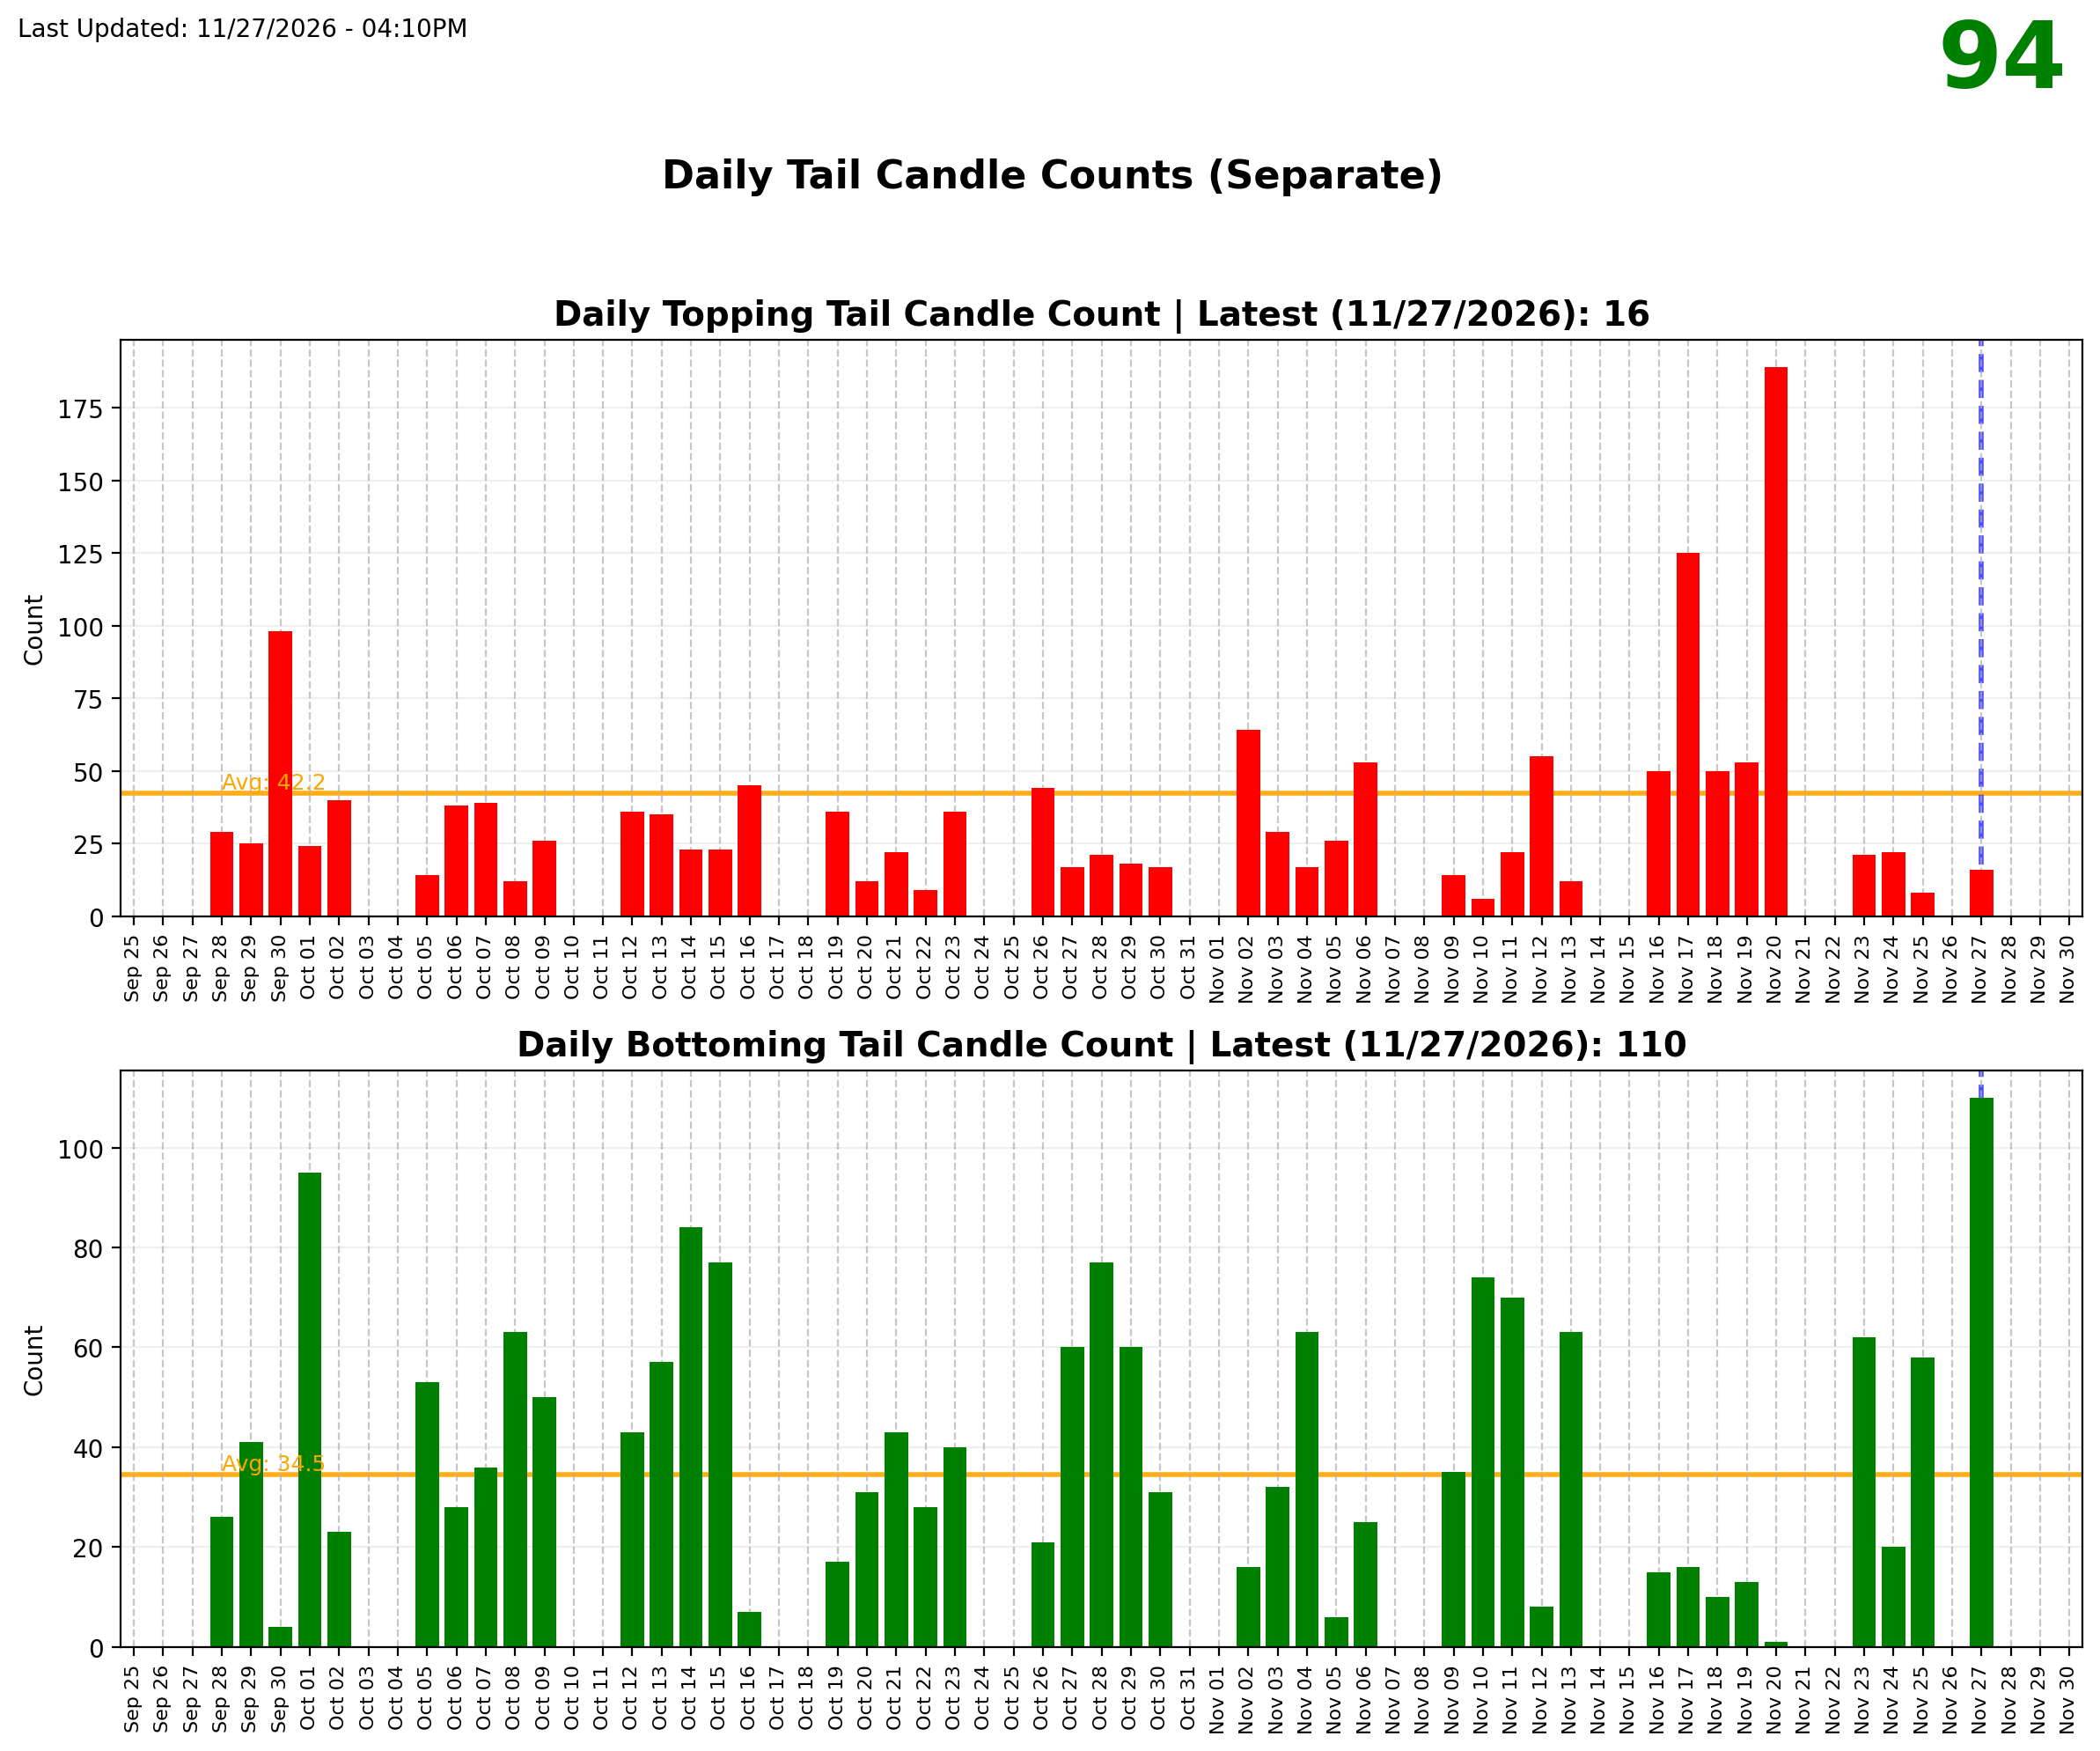 Last Updated: 11/27/2026 - 04:10PM
94
Daily Tail Candle Counts (Separate)
Daily Topping Tail Candle Count | Latest (11/27/2026): 16
Count
175
150
125
100
75
50
25
0
Avg: 42.2
Sep 25
Sep 26
Sep 27
Sep 28
Sep 29
Sep 30
Oct 01
Oct 02
Oct 03
Oct 04
Oct 05
Oct 06
Oct 07
Oct 08
Oct 09
Oct 10
Oct 11
Oct 12
Oct 13
Oct 14
Oct 15
Oct 16
Oct 17
Oct 18
Oct 19
Oct 20
Oct 21
Oct 22
Oct 23
Oct 24
Oct 25
Oct 26
Oct 27
Oct 28
Oct 29
Oct 30
Oct 31
Nov 01
Nov 02
Nov 03
Nov 04
Nov 05
Nov 06
Nov 07
Nov 08
Nov 09
Nov 10
Nov 11
Nov 12
Nov 13
Nov 14
Nov 15
Nov 16
Nov 17
Nov 18
Nov 19
Nov 20
Nov 21
Nov 22
Nov 23
Nov 24
Nov 25
Nov 26
Nov 27
Nov 28
Nov 29
Nov 30
Daily Bottoming Tail Candle Count | Latest (11/27/2026): 110
Count
100
80
60
40
20
0
Avg: 34.5
Sep 25
Sep 26
Sep 27
Sep 28
Sep 29
Sep 30
Oct 01
Oct 02
Oct 03
Oct 04
Oct 05
Oct 06
Oct 07
Oct 08
Oct 09
Oct 10
Oct 11
Oct 12
Oct 13
Oct 14
Oct 15
Oct 16
Oct 17
Oct 18
Oct 19
Oct 20
Oct 21
Oct 22
Oct 23
Oct 24
Oct 25
Oct 26
Oct 27
Oct 28
Oct 29
Oct 30
Oct 31
Nov 01
Nov 02
Nov 03
Nov 04
Nov 05
Nov 06
Nov 07
Nov 08
Nov 09
Nov 10
Nov 11
Nov 12
Nov 13
Nov 14
Nov 15
Nov 16
Nov 17
Nov 18
Nov 19
Nov 20
Nov 21
Nov 22
Nov 23
Nov 24
Nov 25
Nov 26
Nov 27
Nov 28
Nov 29
Nov 30